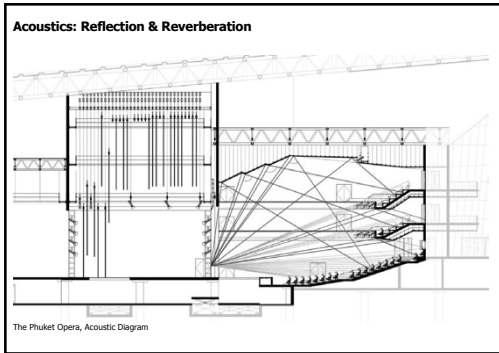 Acoustics: Reflection & Reverberation
The Phuket Opera, Acoustic Diagram